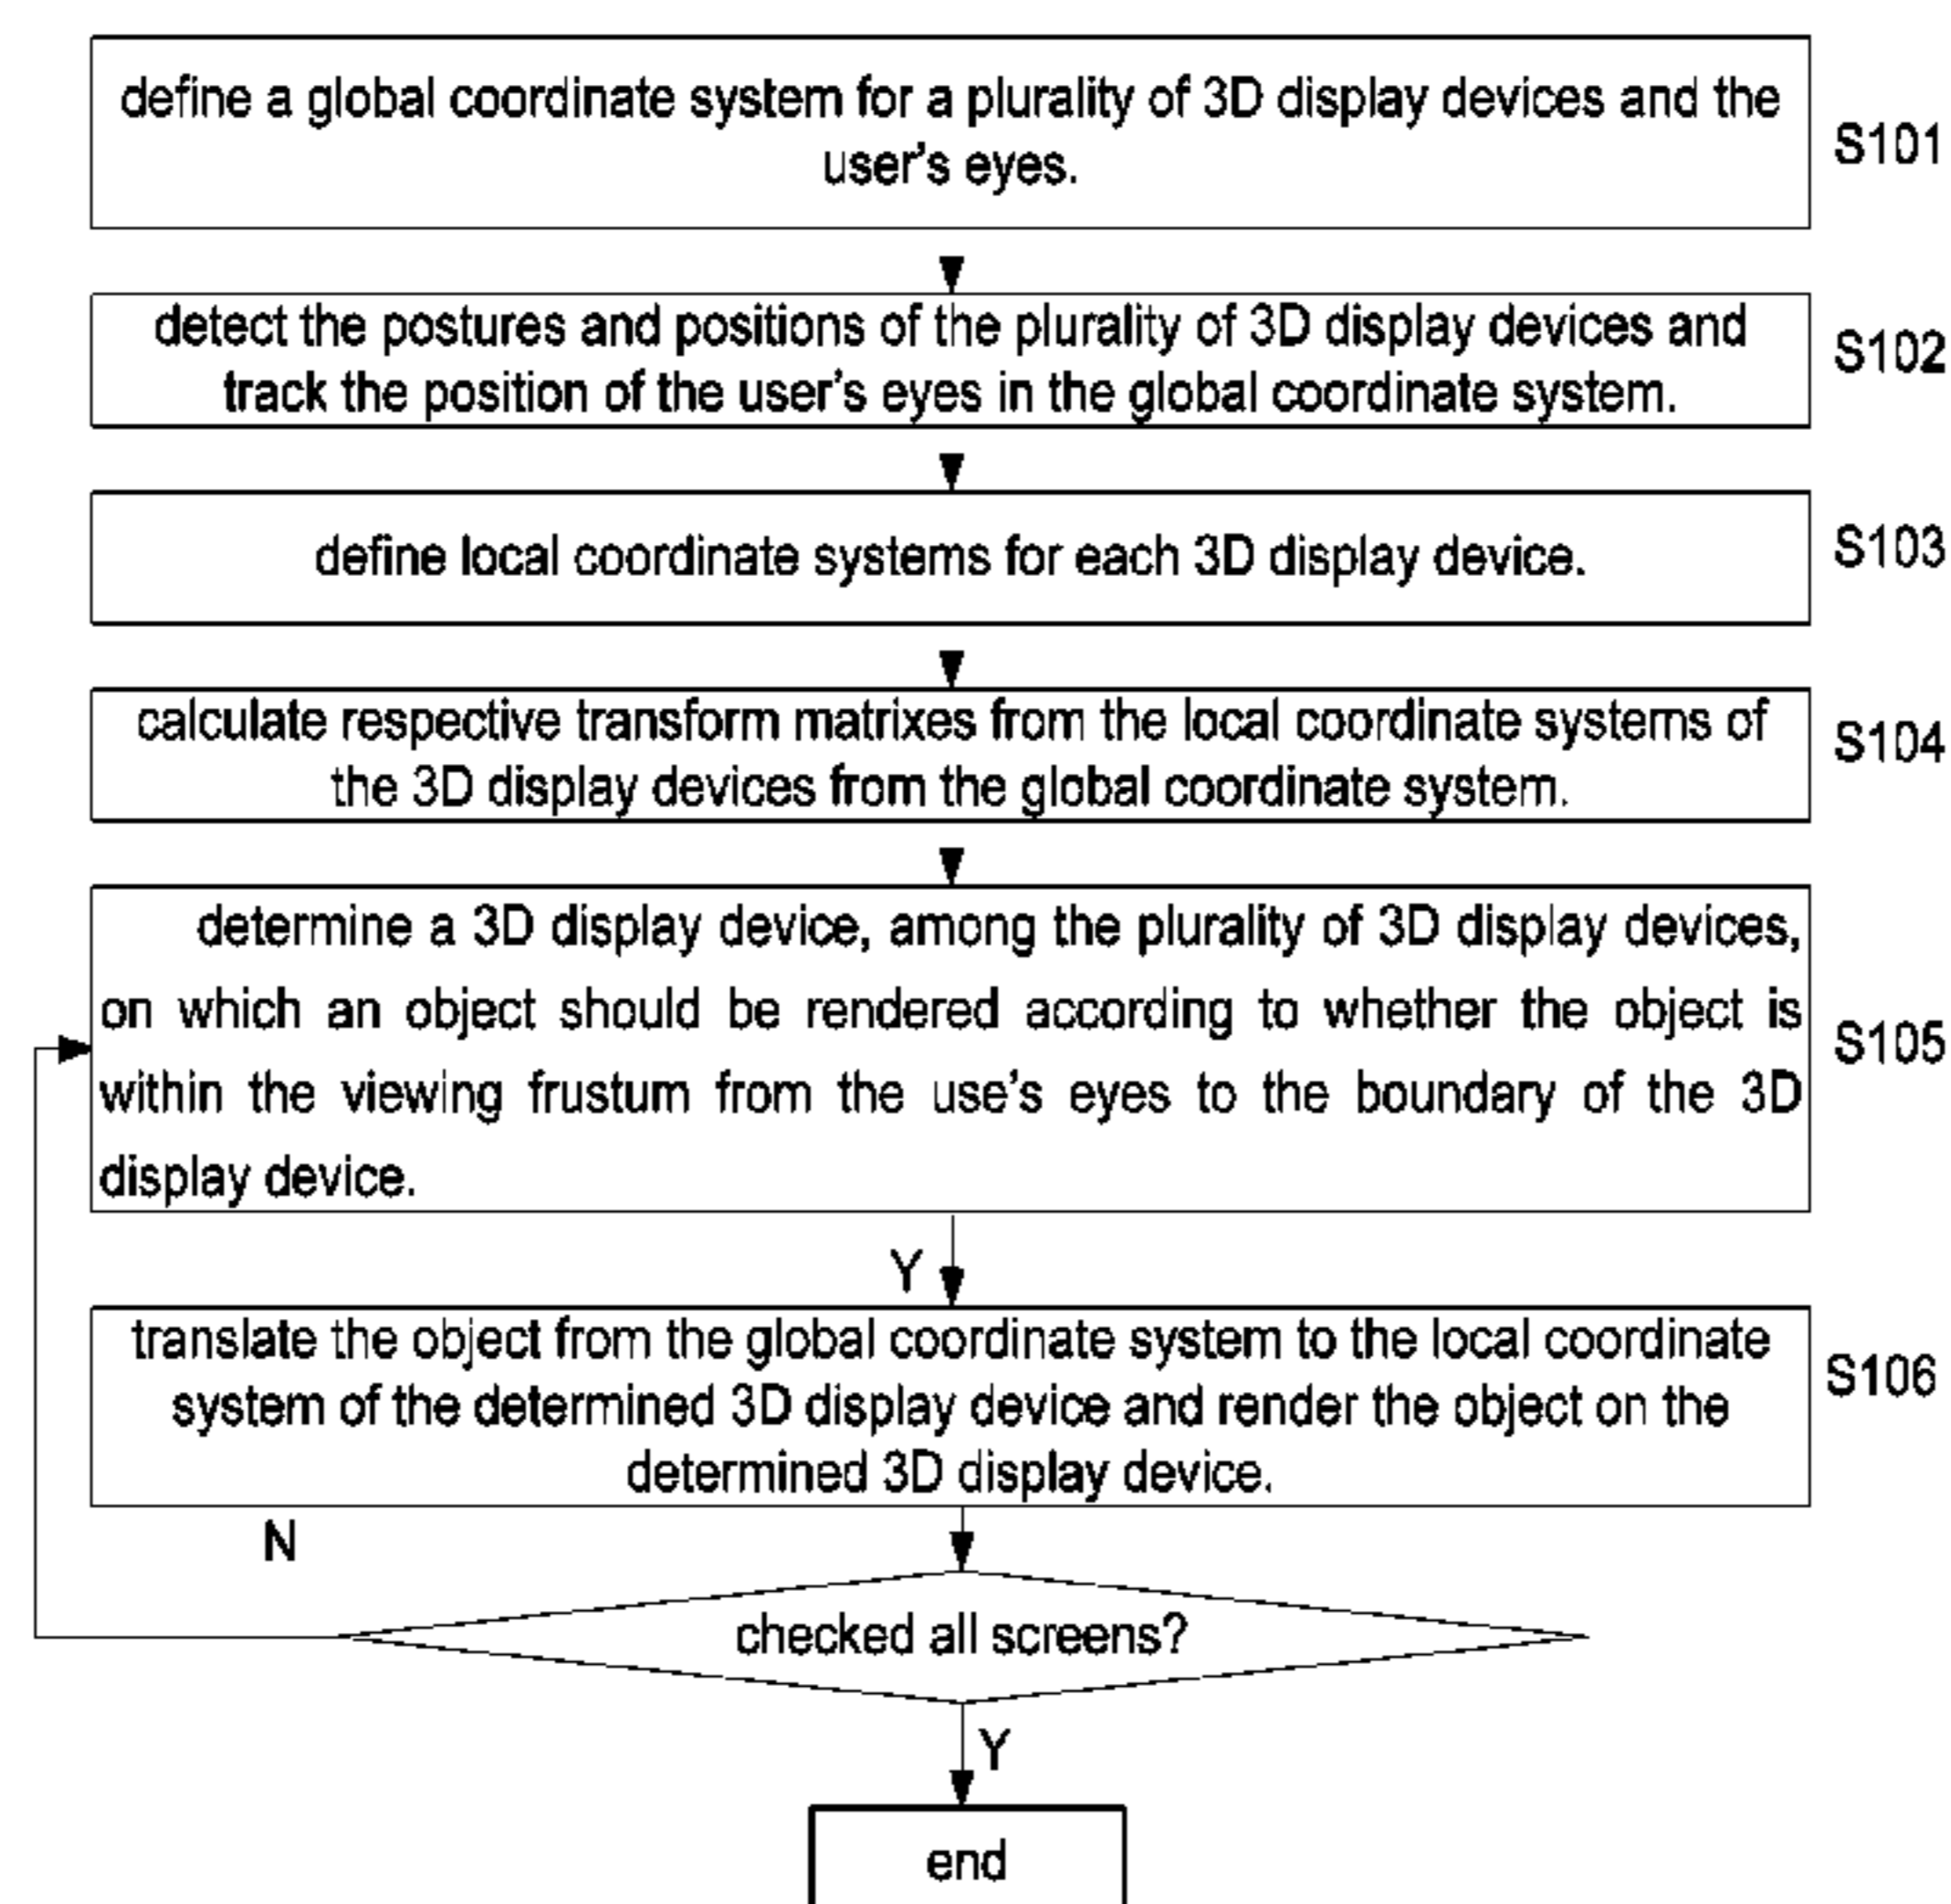 define a global coordinate system for a plurality of 3D display devices and the
user's eyes.
S101
detect the postures and positions of the plurality of 3D display devices and
track the position of the user's eyes in the global coordinate system.
S102
define local coordinate systems for each 3D display device.
S103
calculate respective transform matrixes from the local coordinate systems of
the 3D display devices from the global coordinate system.
S104
determine a 3D display device, among the plurality of 3D display devices,
on which an object should be rendered according to whether the object is
within the viewing frustum from the use's eyes to the boundary of the 3D
display device.
S105
Y
translate the object from the global coordinate system to the local coordinate
system of the determined 3D display device and render the object on the
determined 3D display device.
S106
N
checked all screens?
Y
end